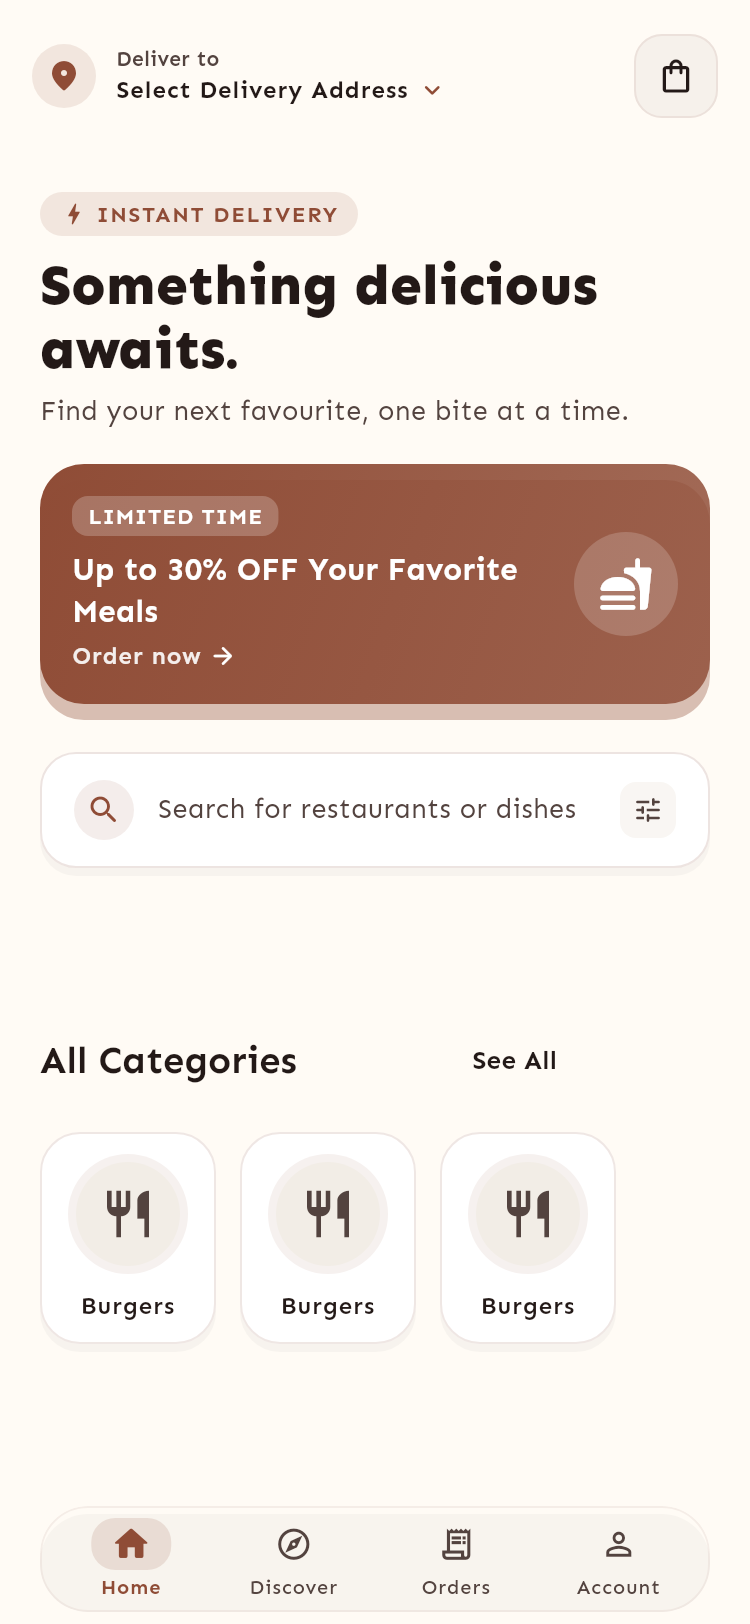 Deliver to
Select Delivery Address
INSTANT DELIVERY
Something delicious
awaits.
Find your next favourite, one bite at a time.
LIMITED TIME
Up to 30% OFF Your Favorite
Meals
Order now
Search for restaurants or dishes
All Categories
See All
Burgers
Burgers
Burgers
Home
Discover
Orders
Account